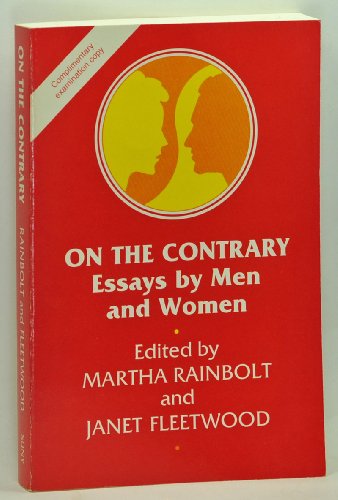 Complimentary
examination copy
ON THE CONTRARY
Essays by Men
and Women
Edited by
MARTHA RAINBOLT
and
JANET FLEETWOOD
ON THE CONTRARY RAINBOLT and FLEETWOOD SUNY